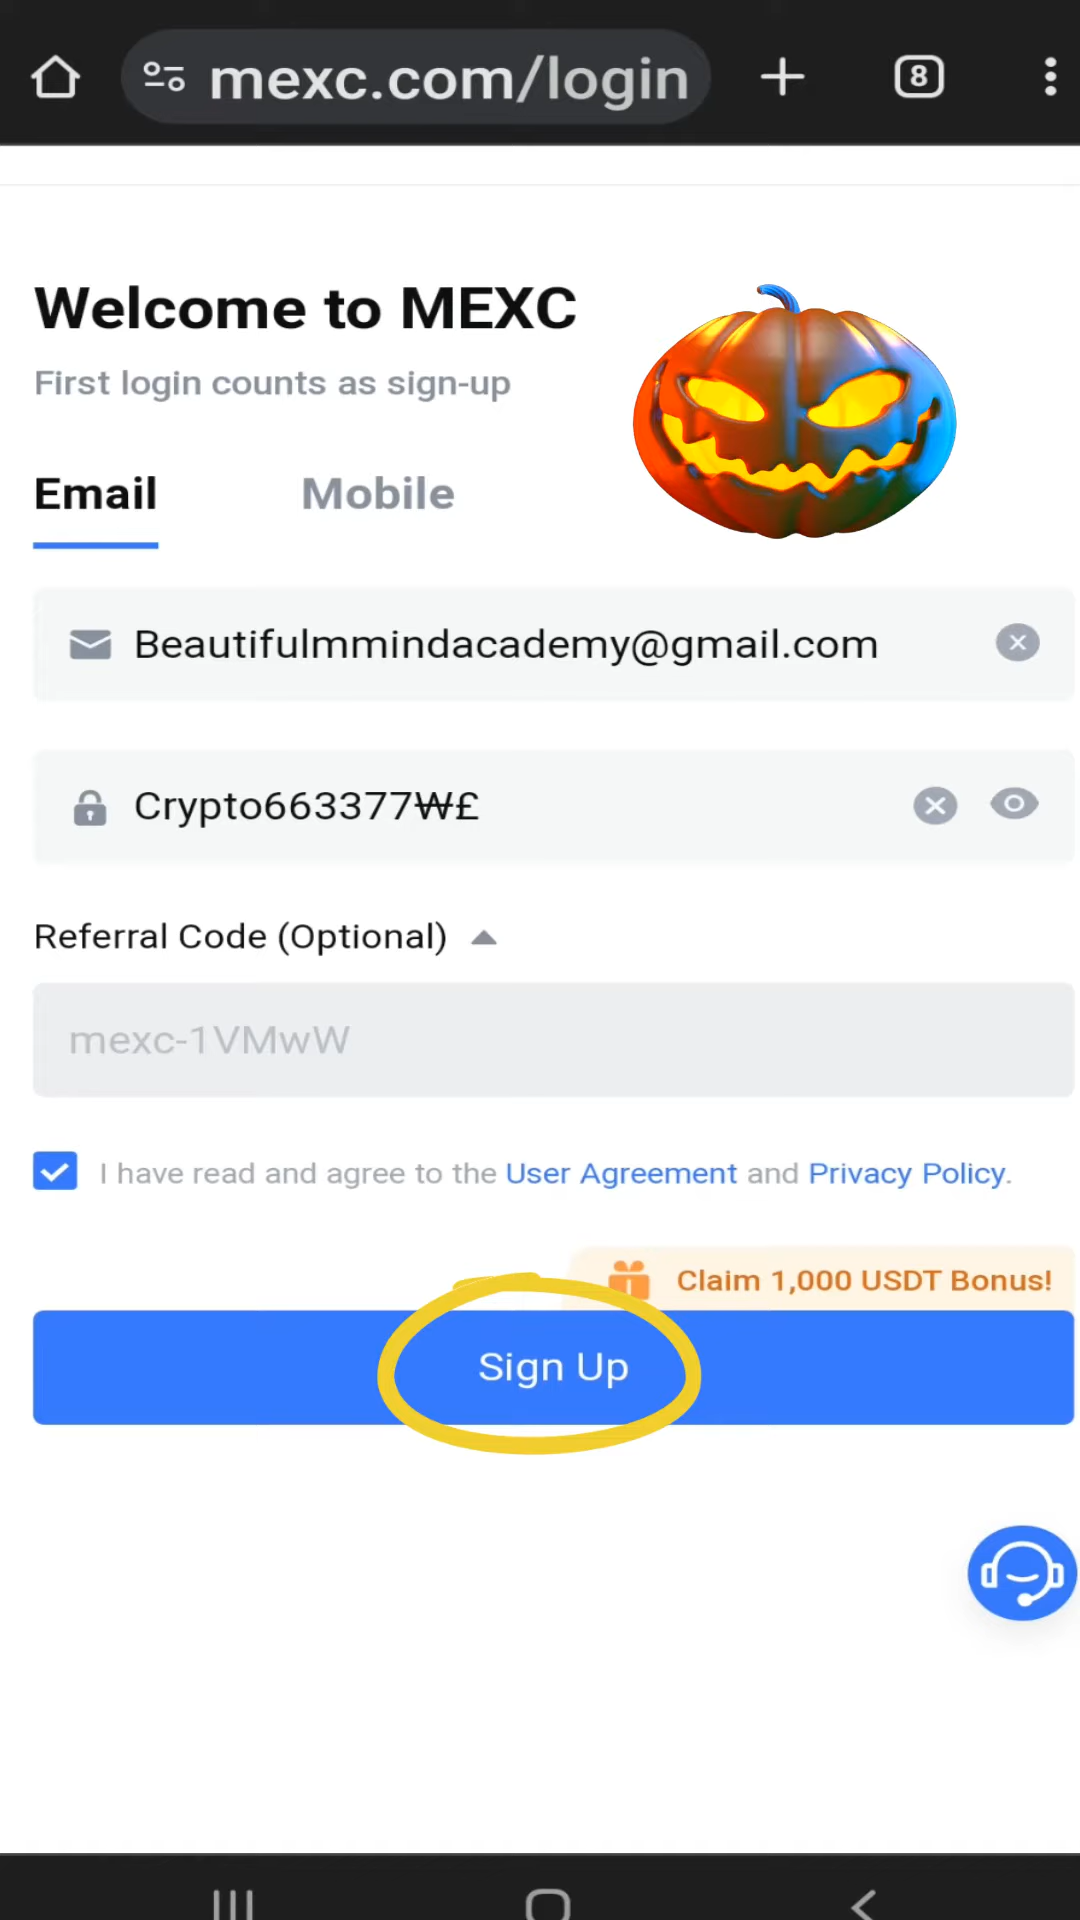 mexc.com/login
8
Welcome to MEXC
First login counts as sign-up
Email
Mobile
Beautifulmmindacademy@gmail.com
Crypto663377₩£
Referral Code (Optional)
mexc-1VMwW
I have read and agree to the User Agreement and Privacy Policy.
Claim 1,000 USDT Bonus!
Sign Up